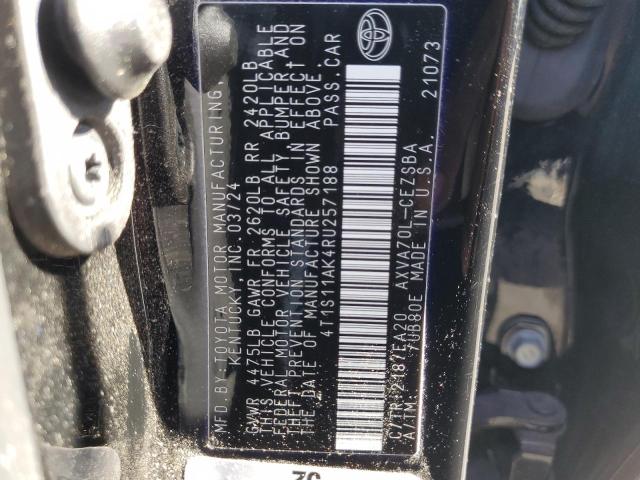 MFD BY: TOYOTA MOTOR MANUFACTURING,
KENTUCKY, INC. 03/24
GVWR 4475LB GAWR FR 2620LB RR 2420LB
THIS VEHICLE CONFORMS TO ALL APPLICABLE
FEDERAL MOTOR VEHICLE SAFETY, BUMPER, AND
THEFT PREVENTION STANDARDS IN EFFECT ON
THE DATE OF MANUFACTURE SHOWN ABOVE.
4T1S11AK4RU257188 PASS. CAR
C/TR: 218/EA20 AXVA70L-CEZSBA
A/TM: /UB80E MADE IN U.S.A.
21073